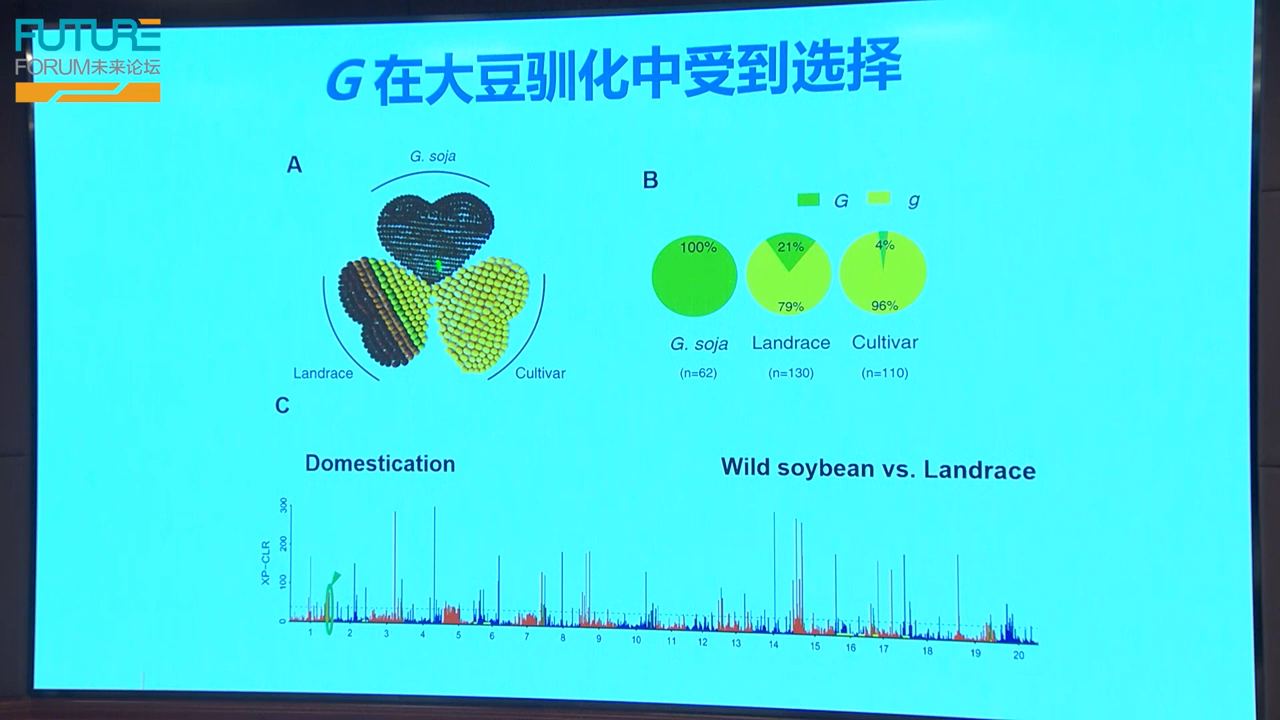 FUTURE
FORUM未来论坛
G 在大豆驯化中受到选择
A
G. soja
Landrace
Cultivar
B
G g
100%
21%
79%
4%
96%
G. soja Landrace Cultivar
(n=62) (n=130) (n=110)
C
Domestication
Wild soybean vs. Landrace
XP-CLR
300
200
100
0
1 2 3 4 5 6 7 8 9 10 11 12 13 14 15 16 17 18 19 20